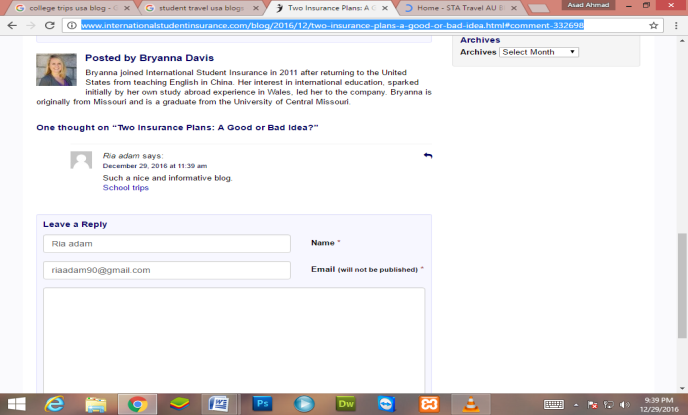 college trips usa blog - G
student travel usa blog:
Two Insurance Plans: A G
Home - STA Travel AU B
Asad Ahmad
www.internationalstudentinsurance.com/blog/2016/12/two-insurance-plans-a-good-or-bad-idea.html#comment-332698
Archives
Archives Select Month
Posted by Bryanna Davis
Bryanna joined International Student Insurance in 2011 after returning to the United
States from teaching English in China. Her interest in international education, sparked
initially by her own study abroad experience in Wales, led her to the company. Bryanna is
originally from Missouri and is a graduate from the University of Central Missouri.
One thought on “Two Insurance Plans: A Good or Bad Idea?”
Ria adam says:
December 29, 2016 at 11:39 am
Such a nice and informative blog.
School trips
Leave a Reply
Ria adam
Name *
riaadam90@gmail.com
Email (will not be published) *
Ps
Dw
9:39 PM
12/29/2016